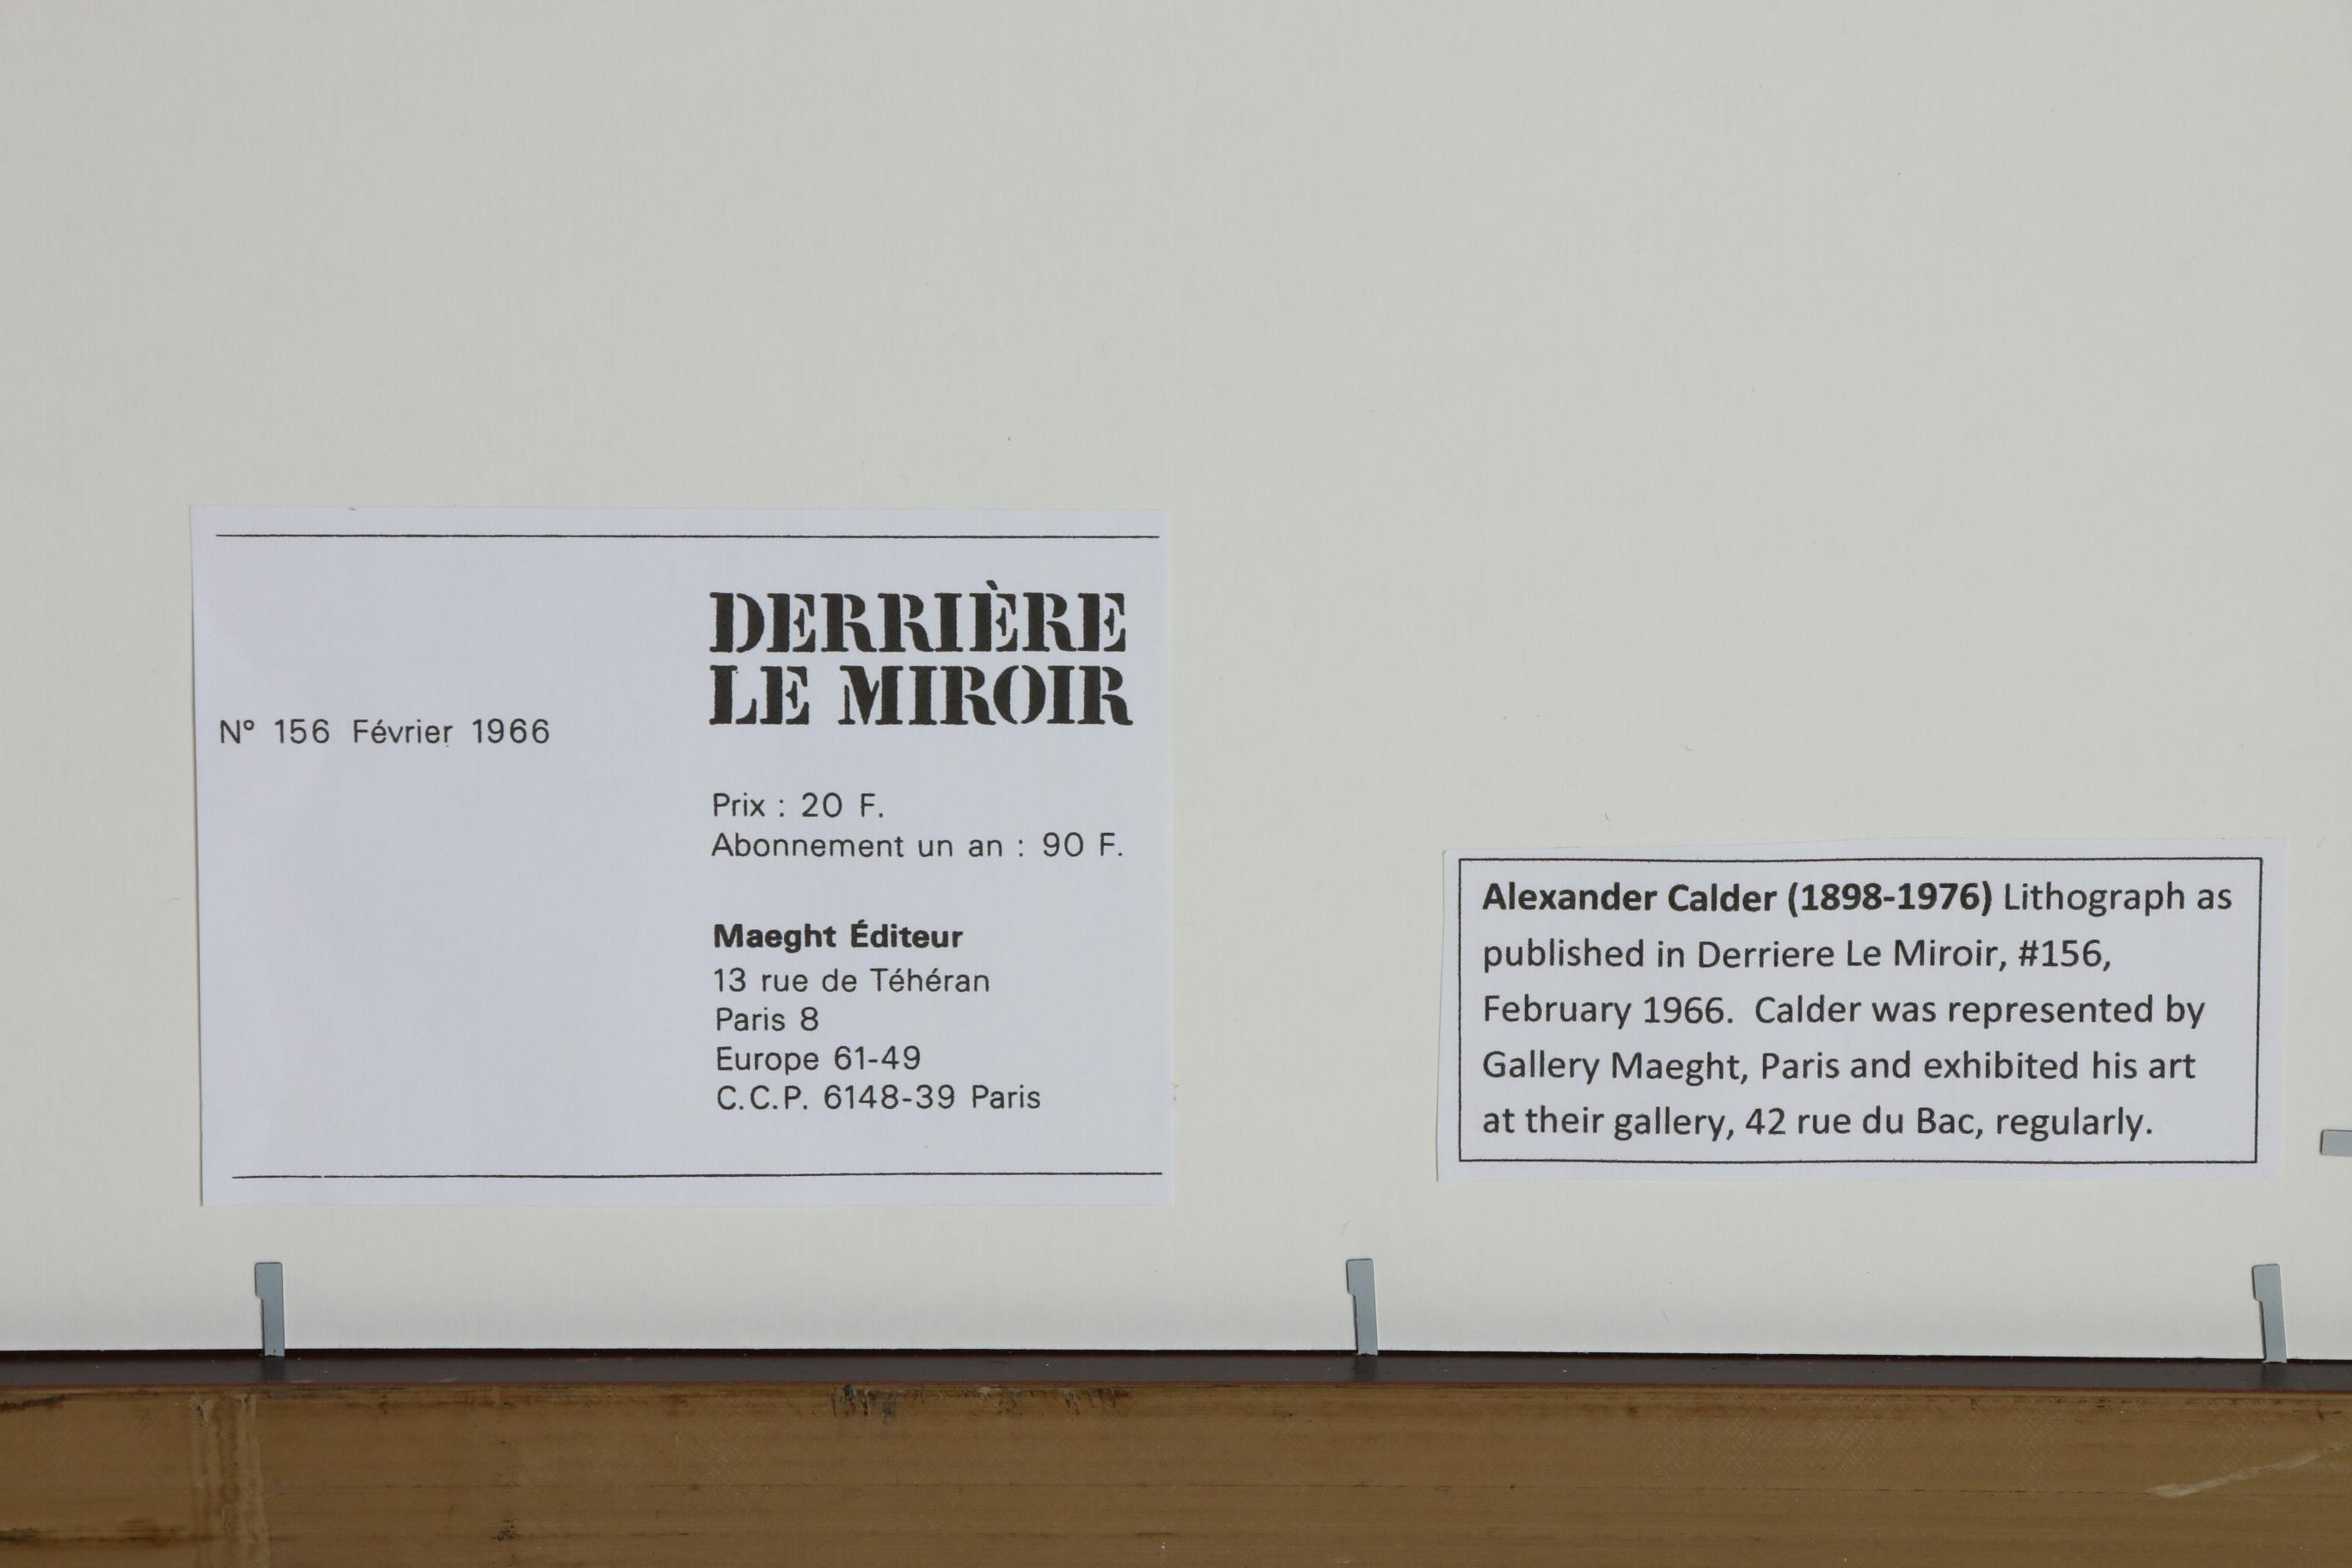 DERRIÈRE
LE MIROIR
N° 156 Février 1966
Prix : 20 F.
Abonnement un an : 90 F.
Maeght Éditeur
13 rue de Téhéran
Paris 8
Europe 61-49
C.C.P. 6148-39 Paris
Alexander Calder (1898-1976) Lithograph as
published in Derriere Le Miroir, #156,
February 1966. Calder was represented by
Gallery Maeght, Paris and exhibited his art
at their gallery, 42 rue du Bac, regularly.